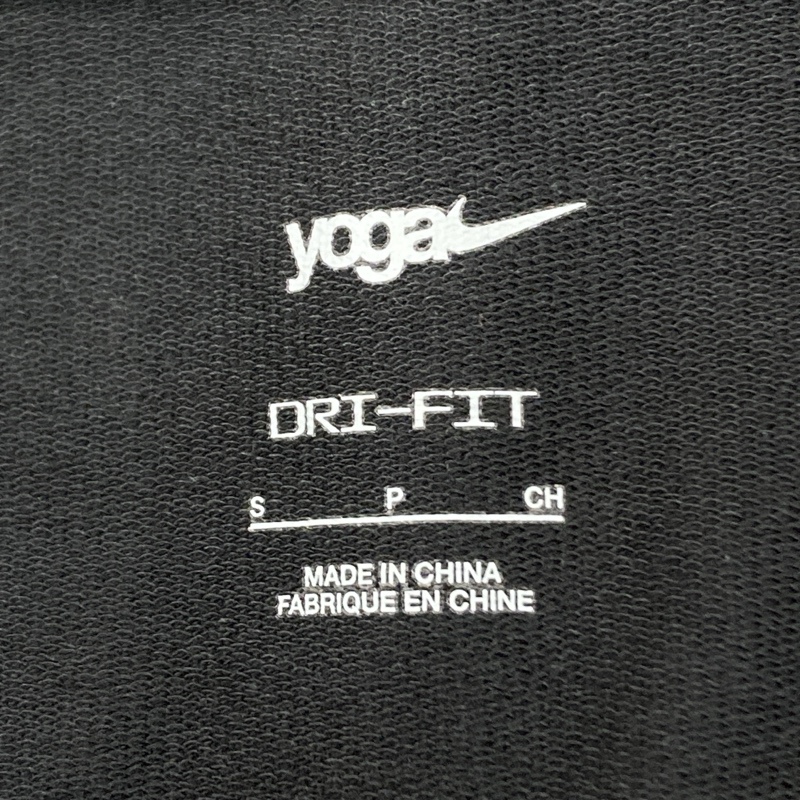 yoga
DRI-FIT
S P CH
MADE IN CHINA
FABRIQUE EN CHINE